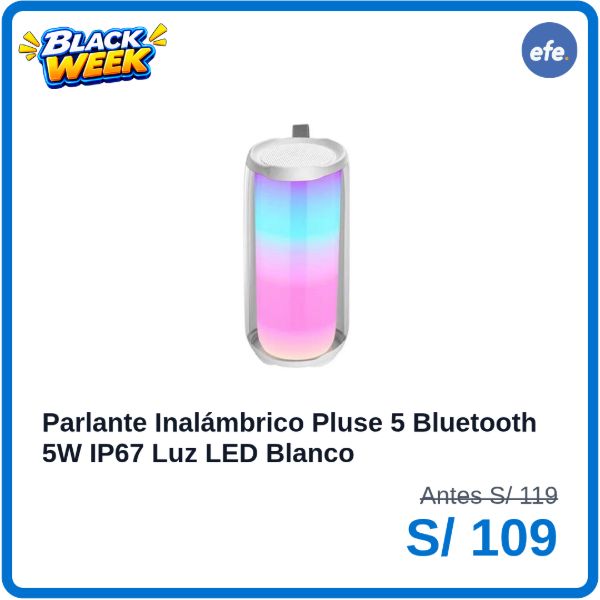 BLACK
WEEK
efe.
Parlante Inalámbrico Pluse 5 Bluetooth
5W IP67 Luz LED Blanco
Antes S/ 119
S/ 109